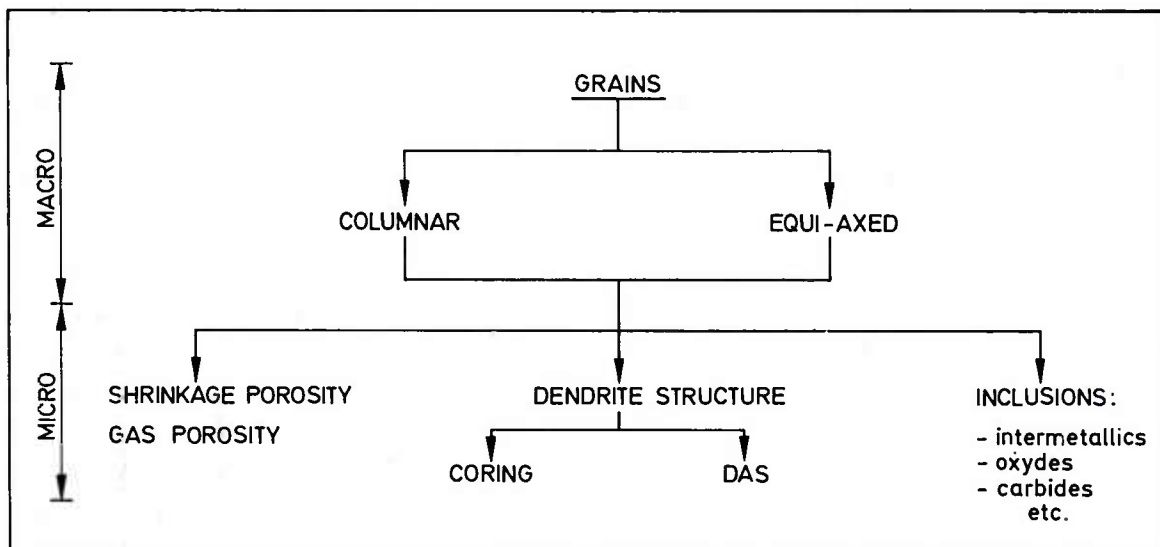 GRAINS
MACRO
COLUMNAR
EQUI-AXED
MICRO
SHRINKAGE POROSITY
GAS POROSITY
DENDRITE STRUCTURE
CORING
DAS
INCLUSIONS:
- intermetallics
- oxydes
- carbides
etc.